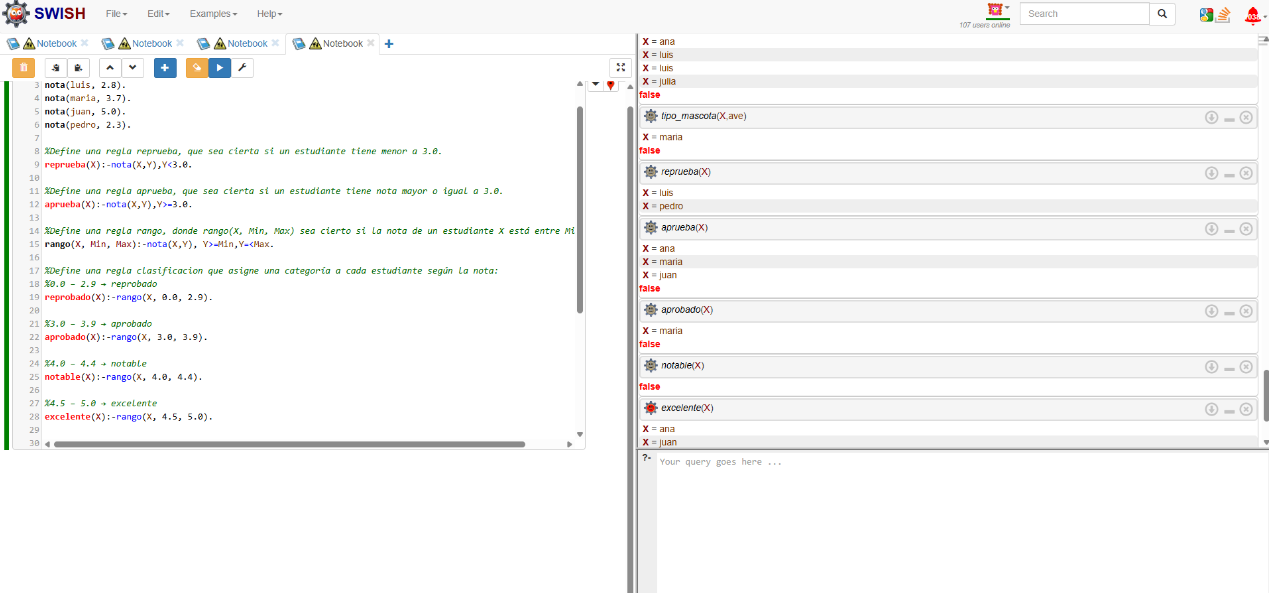 SWISH File Edit Examples Help 107 users online Search
Notebook Notebook Notebook Notebook
3 nota(luis, 2.8).
4 nota(maria, 3.7).
5 nota(juan, 5.0).
6 nota(pedro, 2.3).
7
8 %Define una regla reprueba, que sea cierta si un estudiante tiene menor a 3.0.
9 reprueba(X):-nota(X,Y),Y<3.0.
10
11 %Define una regla aprueba, que sea cierta si un estudiante tiene nota mayor o igual a 3.0.
12 aprueba(X):-nota(X,Y),Y>=3.0.
13
14 %Define una regla rango, donde rango(X, Min, Max) sea cierto si la nota de un estudiante X está entre Mi
15 rango(X, Min, Max):-nota(X,Y), Y>=Min,Y=<Max.
16
17 %Define una regla clasificacion que asigne una categoría a cada estudiante según la nota:
18 %0.0 – 2.9 → reprobado
19 reprobado(X):-rango(X, 0.0, 2.9).
20
21 %3.0 – 3.9 → aprobado
22 aprobado(X):-rango(X, 3.0, 3.9).
23
24 %4.0 – 4.4 → notable
25 notable(X):-rango(X, 4.0, 4.4).
26
27 %4.5 – 5.0 → excelente
28 excelente(X):-rango(X, 4.5, 5.0).
29
30
X = ana
X = luis
X = luis
X = julia
false
tipo_mascota(X,ave)
X = maria
false
reprueba(X)
X = luis
X = pedro
aprueba(X)
X = ana
X = maria
X = juan
false
aprobado(X)
X = maria
false
notable(X)
false
excelente(X)
X = ana
X = juan
?- Your query goes here ...